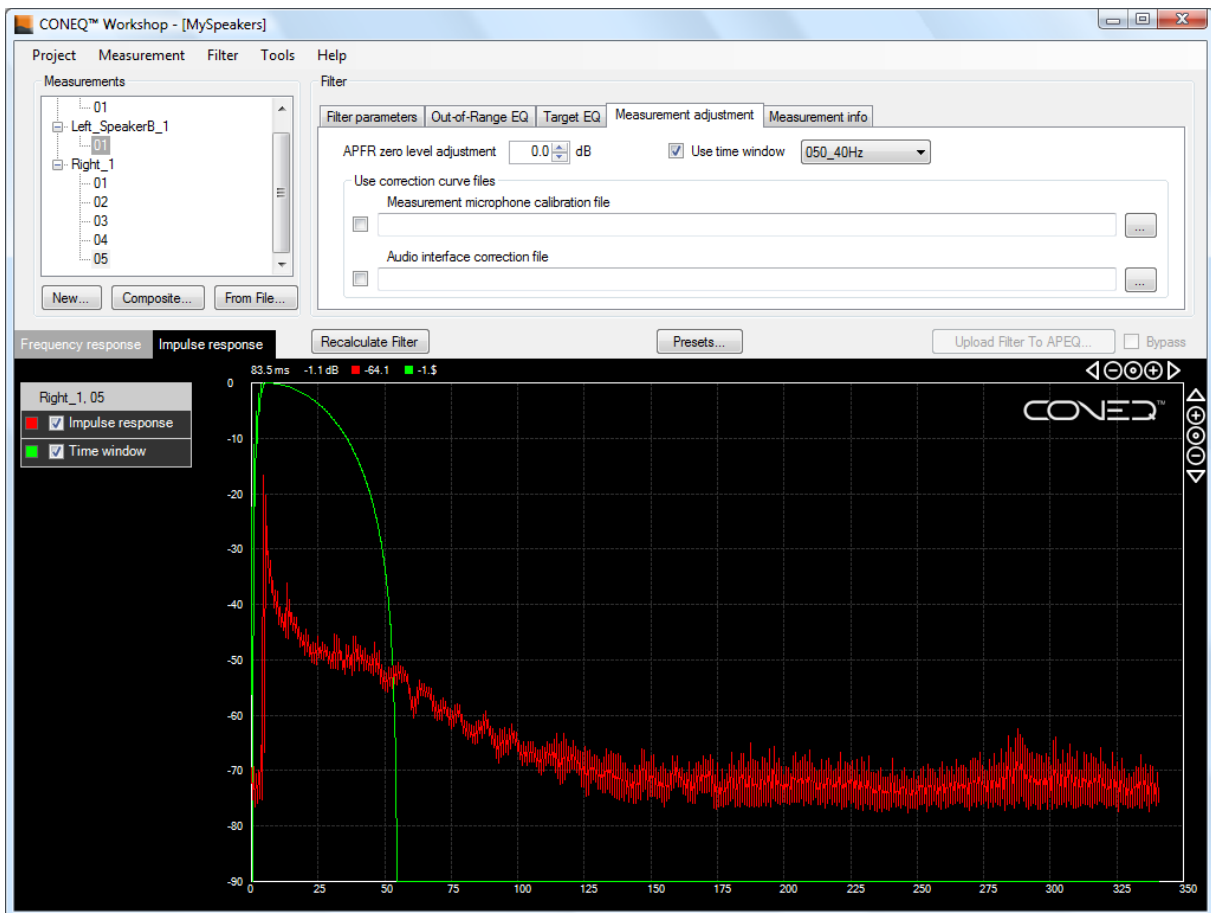 CONEQ™ Workshop - [MySpeakers]
Project Measurement Filter Tools Help
Measurements
01
Left_SpeakerB_1
01
Right_1
01
02
03
04
05
New... Composite... From File...
Filter
Filter parameters Out-of-Range EQ Target EQ Measurement adjustment Measurement info
APFR zero level adjustment 0.0 dB Use time window 050_40Hz
Use correction curve files
Measurement microphone calibration file
...
Audio interface correction file
...
Frequency response Impulse response Recalculate Filter Presets... Upload Filter To APEQ... Bypass
83.5 ms -1.1 dB -64.1 -1.$
Right_1, 05
Impulse response
Time window
CONEQ™
0
-10
-20
-30
-40
-50
-60
-70
-80
-90
0 25 50 75 100 125 150 175 200 225 250 275 300 325 350